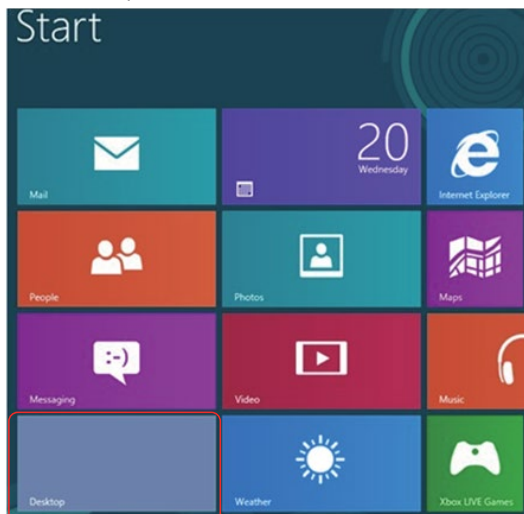 Start
20
Wednesday
Mail
Internet Explorer
People
Photos
Maps
:-)
Messaging
Video
Music
Desktop
Weather
Xbox LIVE Games